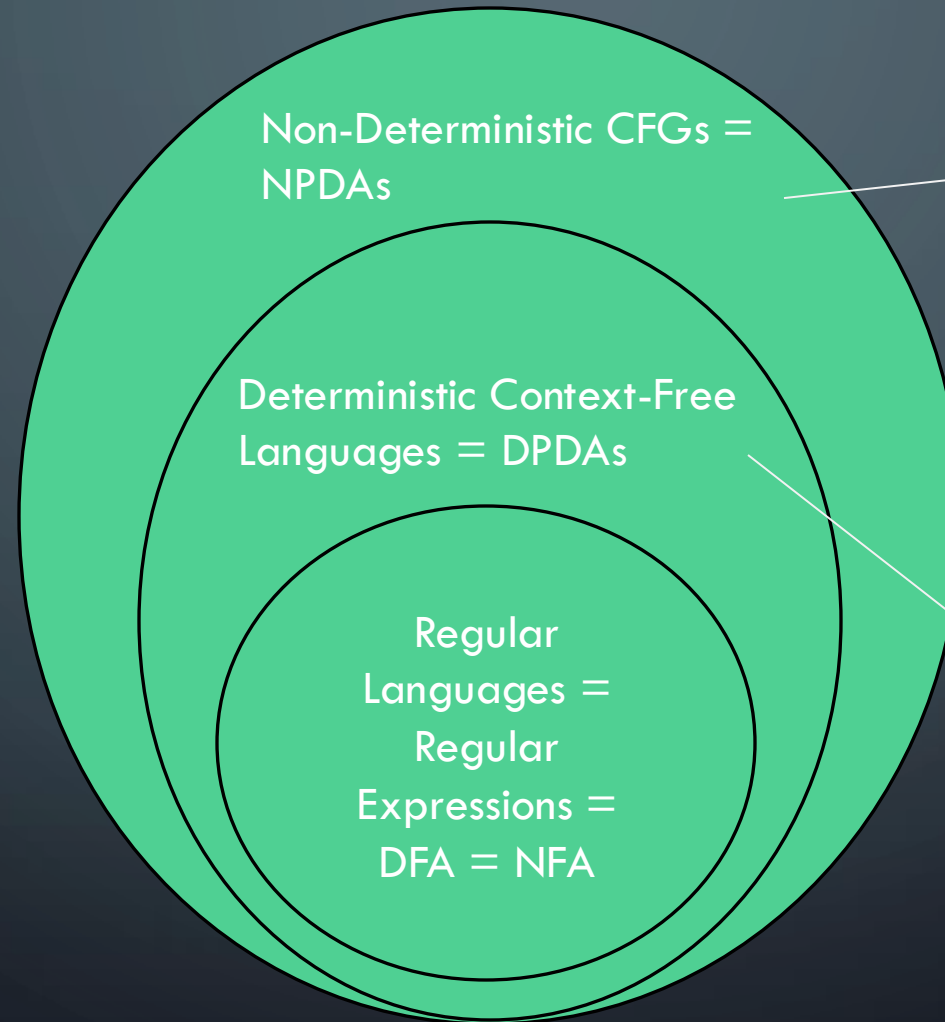 Non-Deterministic CFGs =
NPDAs
Deterministic Context-Free
Languages = DPDAs
Regular
Languages =
Regular
Expressions =
DFA = NFA